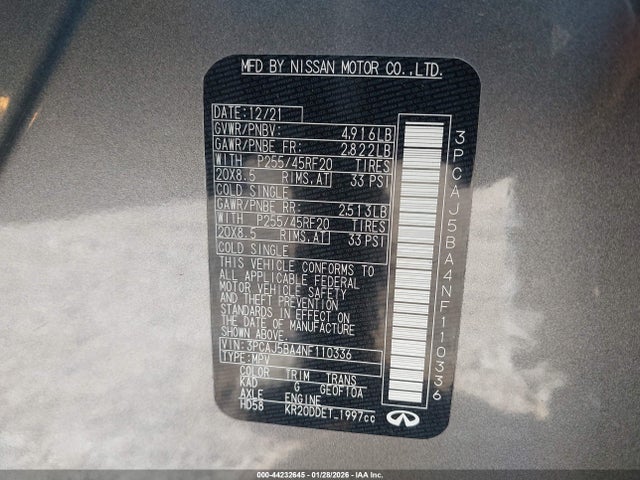 MFD BY NISSAN MOTOR CO.,LTD.
DATE: 12/21
GVWR/PNBV: 4,916LB
GAWR/PNBE FR: 2,822LB
WITH P255/45RF20 TIRES
20X8.5 RIMS,AT 33 PSI
COLD SINGLE
GAWR/PNBE RR: 2,513LB
WITH P255/45RF20 TIRES
20X8.5 RIMS,AT 33 PSI
COLD SINGLE
THIS VEHICLE CONFORMS TO
ALL APPLICABLE FEDERAL
MOTOR VEHICLE SAFETY
AND THEFT PREVENTION
STANDARDS IN EFFECT ON
THE DATE OF MANUFACTURE
SHOWN ABOVE.
VIN: 3PCAJ5BA4NF110336
TYPE: MPV
COLOR TRIM TRANS
KAD G GE0F10A
AXLE ENGINE
HD58 KR20DDET_1997cc
3PCAJ5BA4NF110336
INFINITI
000-44232645 - 01/28/2026 - IAA Inc.